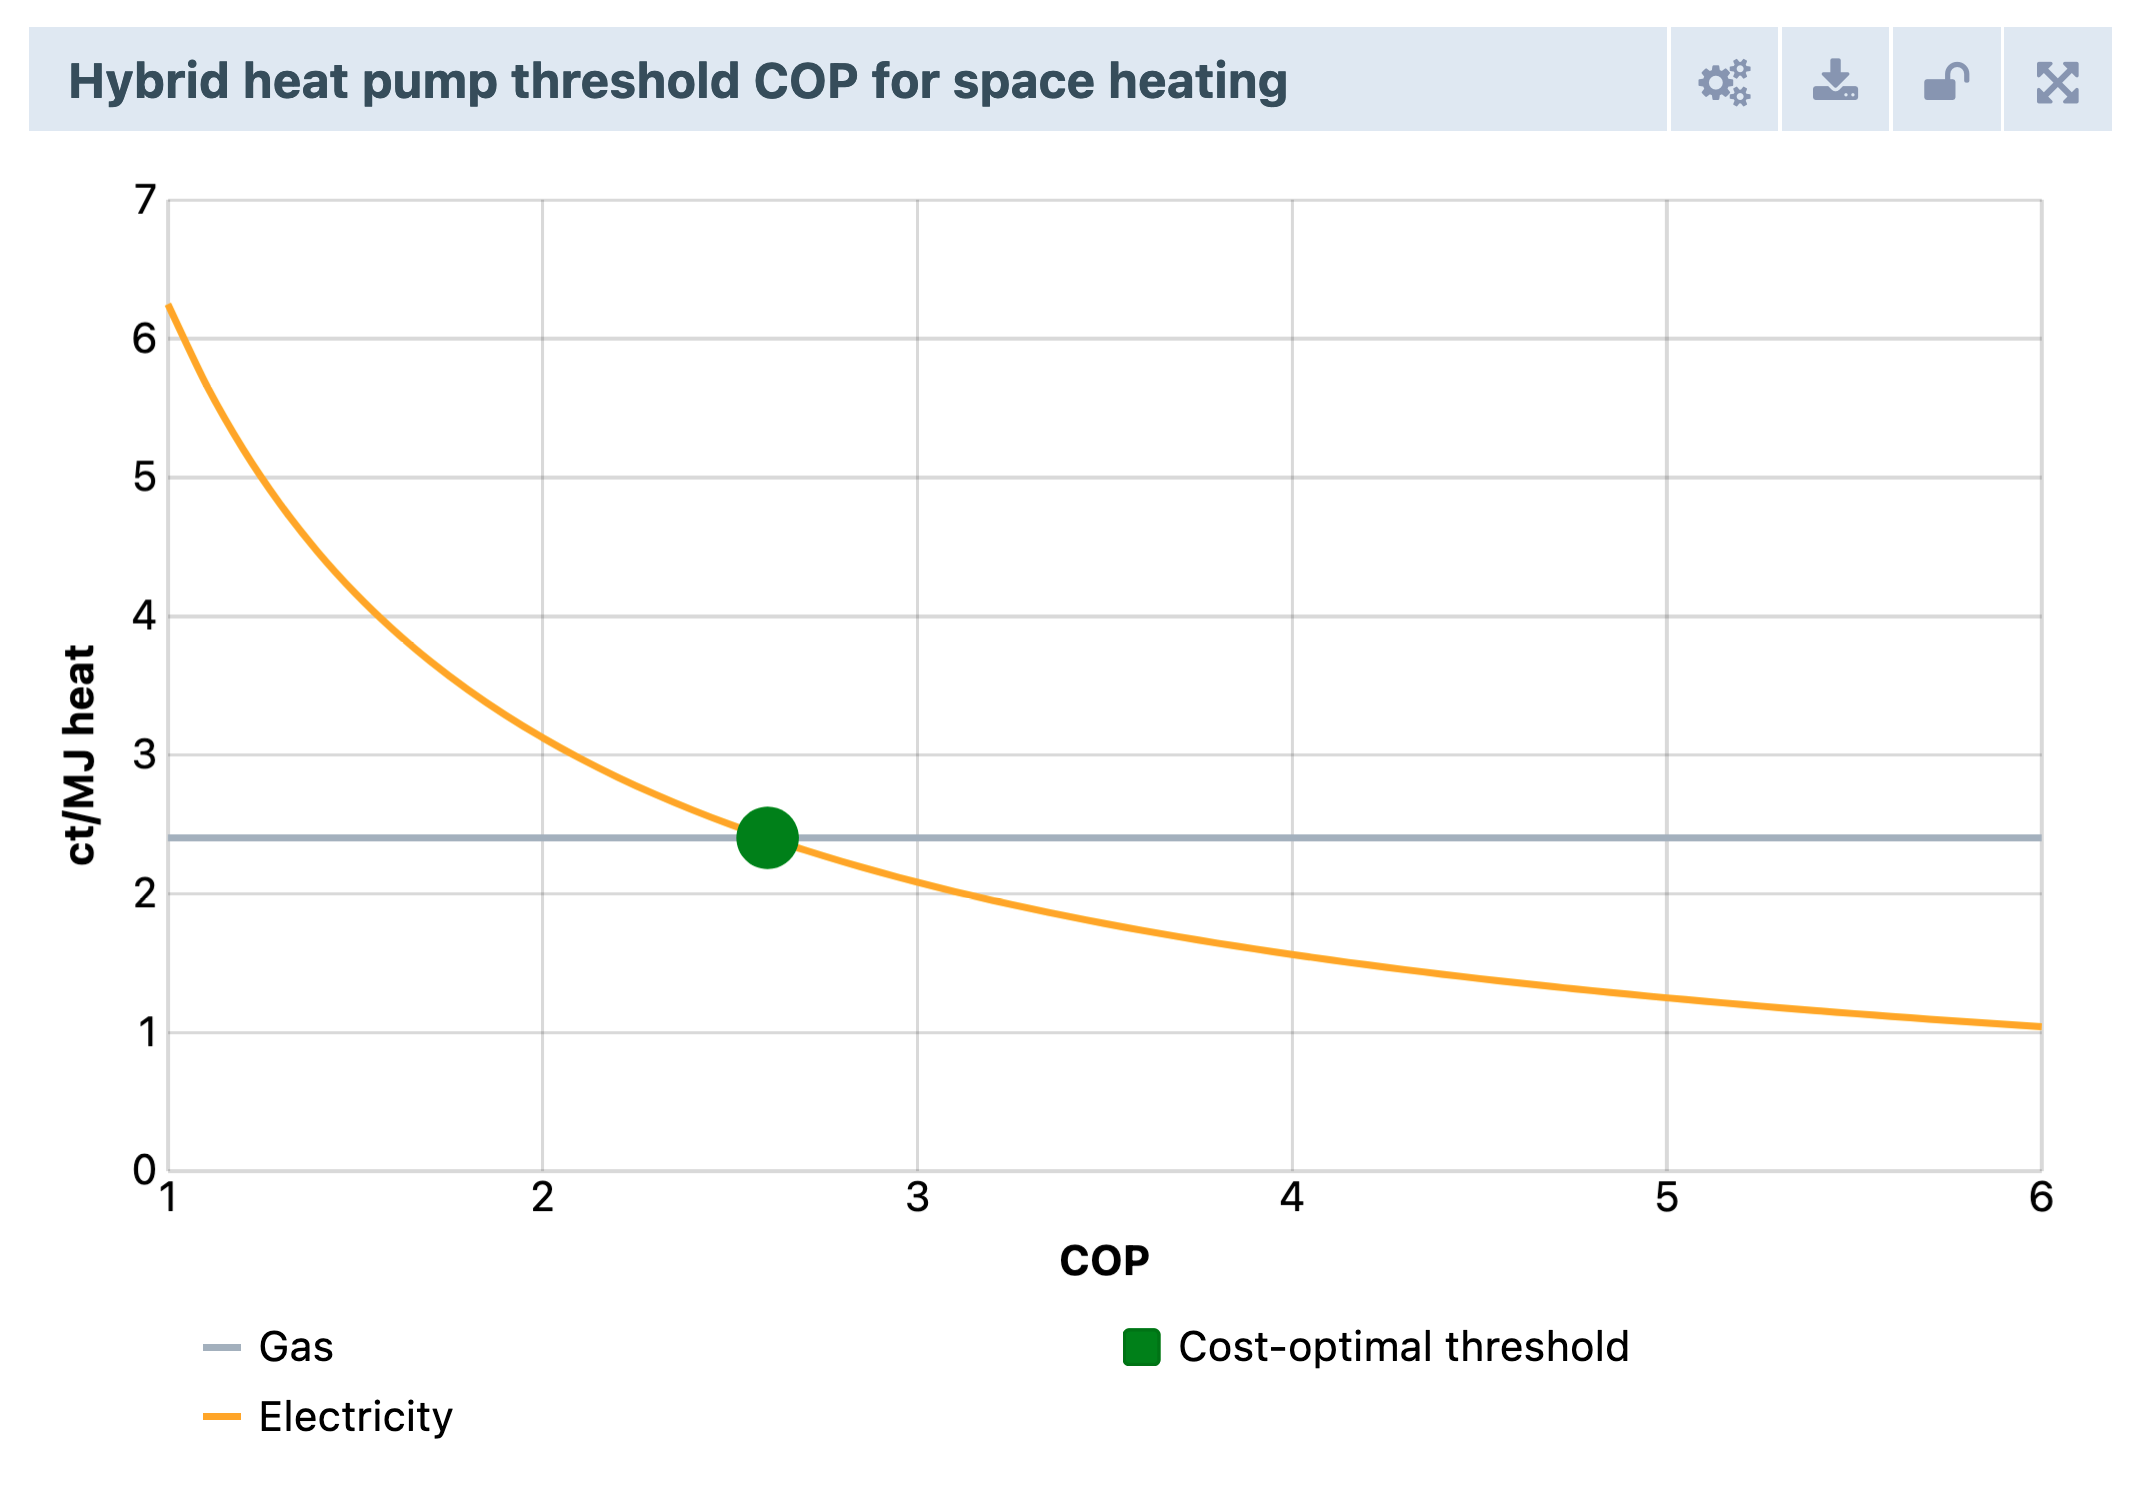 Hybrid heat pump threshold COP for space heating
7
6
5
4
3
2
1
0
ct/MJ heat
1 2 3 4 5 6
COP
Gas
Cost-optimal threshold
Electricity